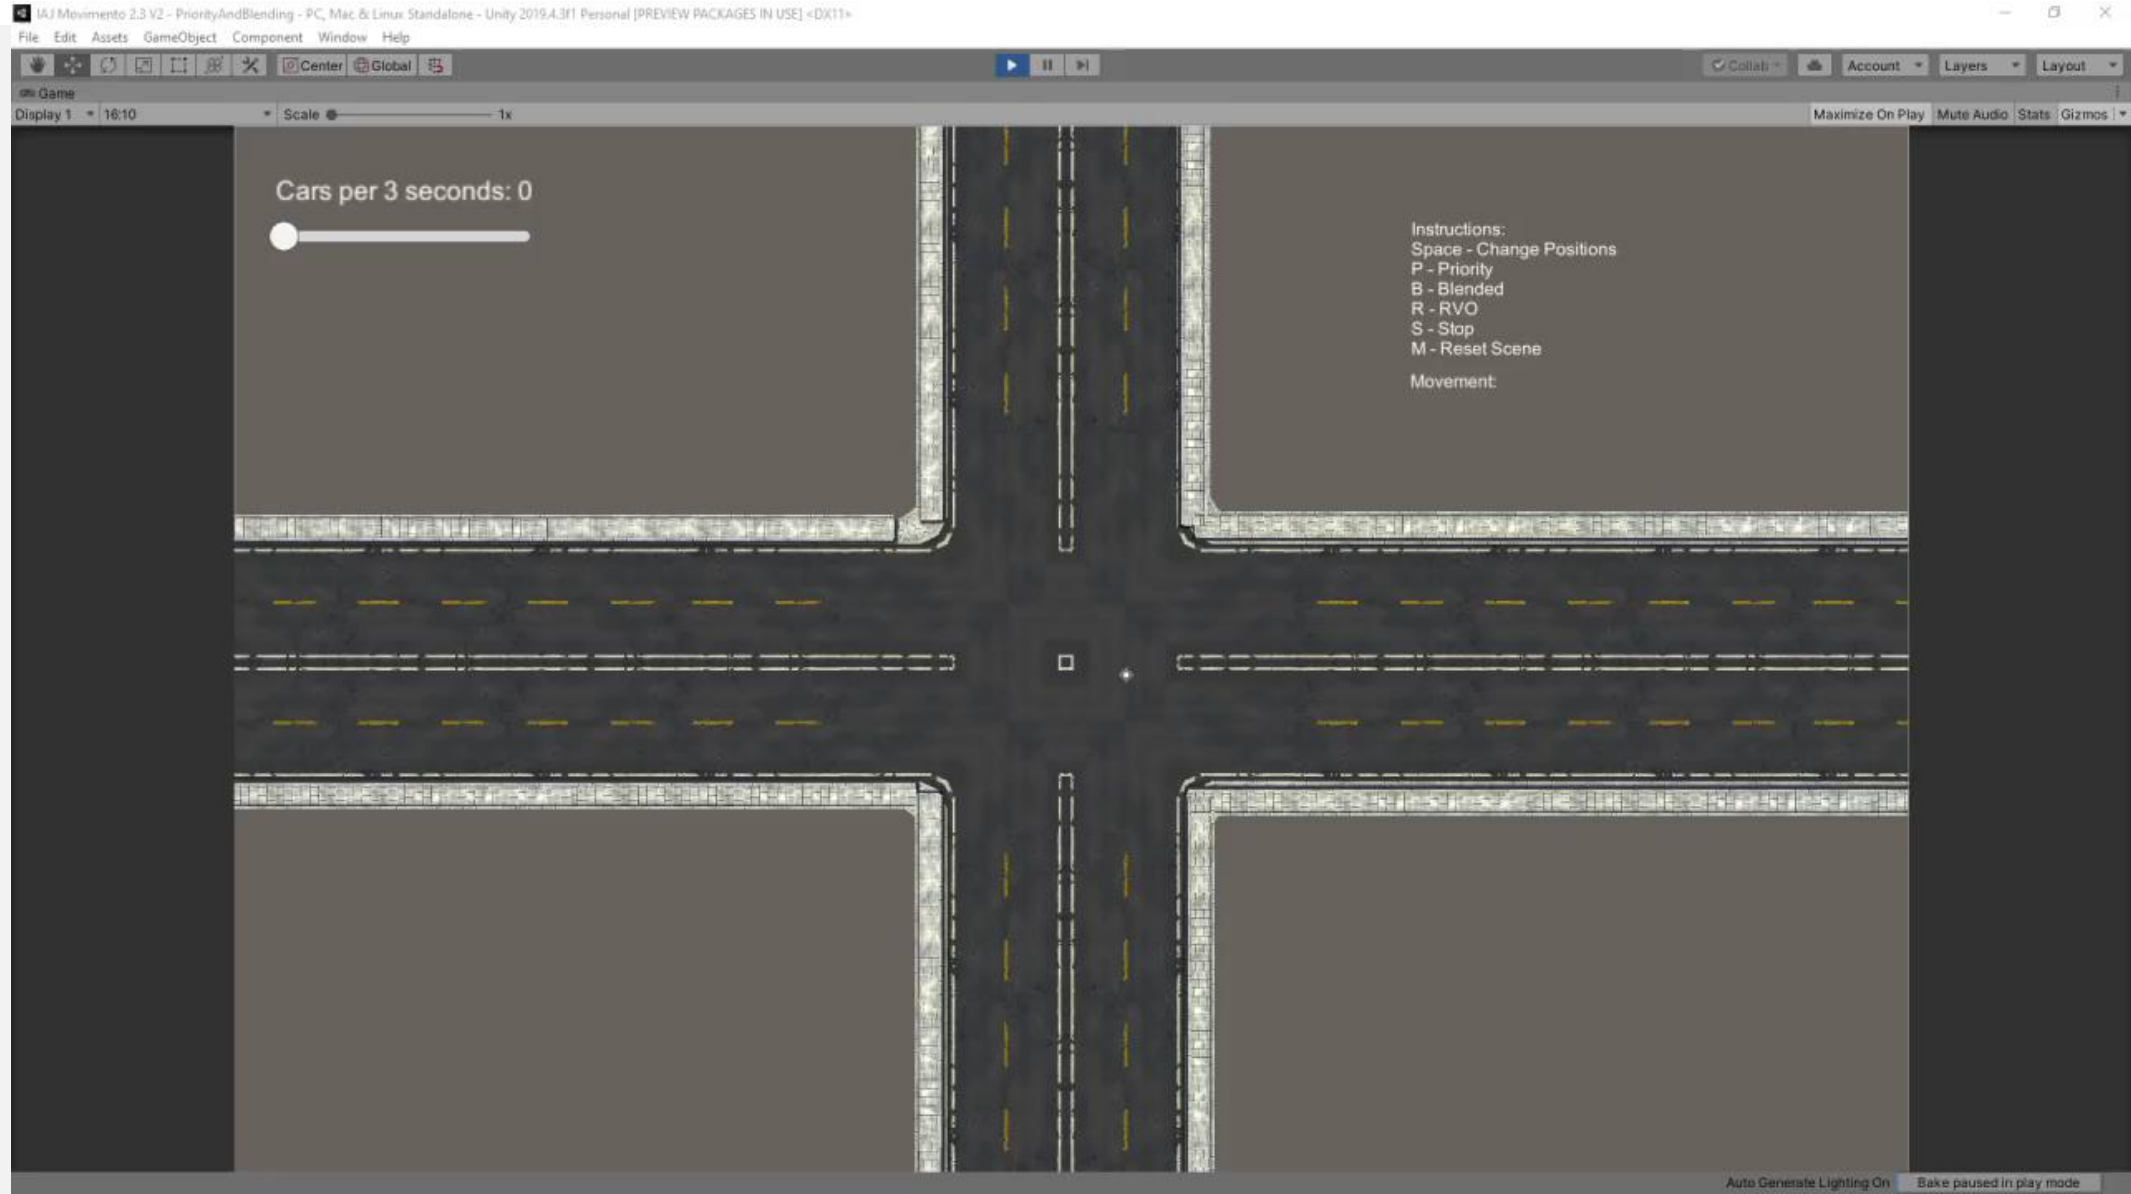 IAJ Movimento 2.3 V2 - PriorityAndBlending - PC, Mac & Linux Standalone - Unity 2019.4.3f1 Personal [PREVIEW PACKAGES IN USE] <DX11>
File Edit Assets GameObject Component Window Help
Center Global Collab Account Layers Layout
Game
Display 1 16:10 Scale 1x Maximize On Play Mute Audio Stats Gizmos
Cars per 3 seconds: 0
Instructions:
Space - Change Positions
P - Priority
B - Blended
R - RVO
S - Stop
M - Reset Scene
Movement:
Auto Generate Lighting On Bake paused in play mode